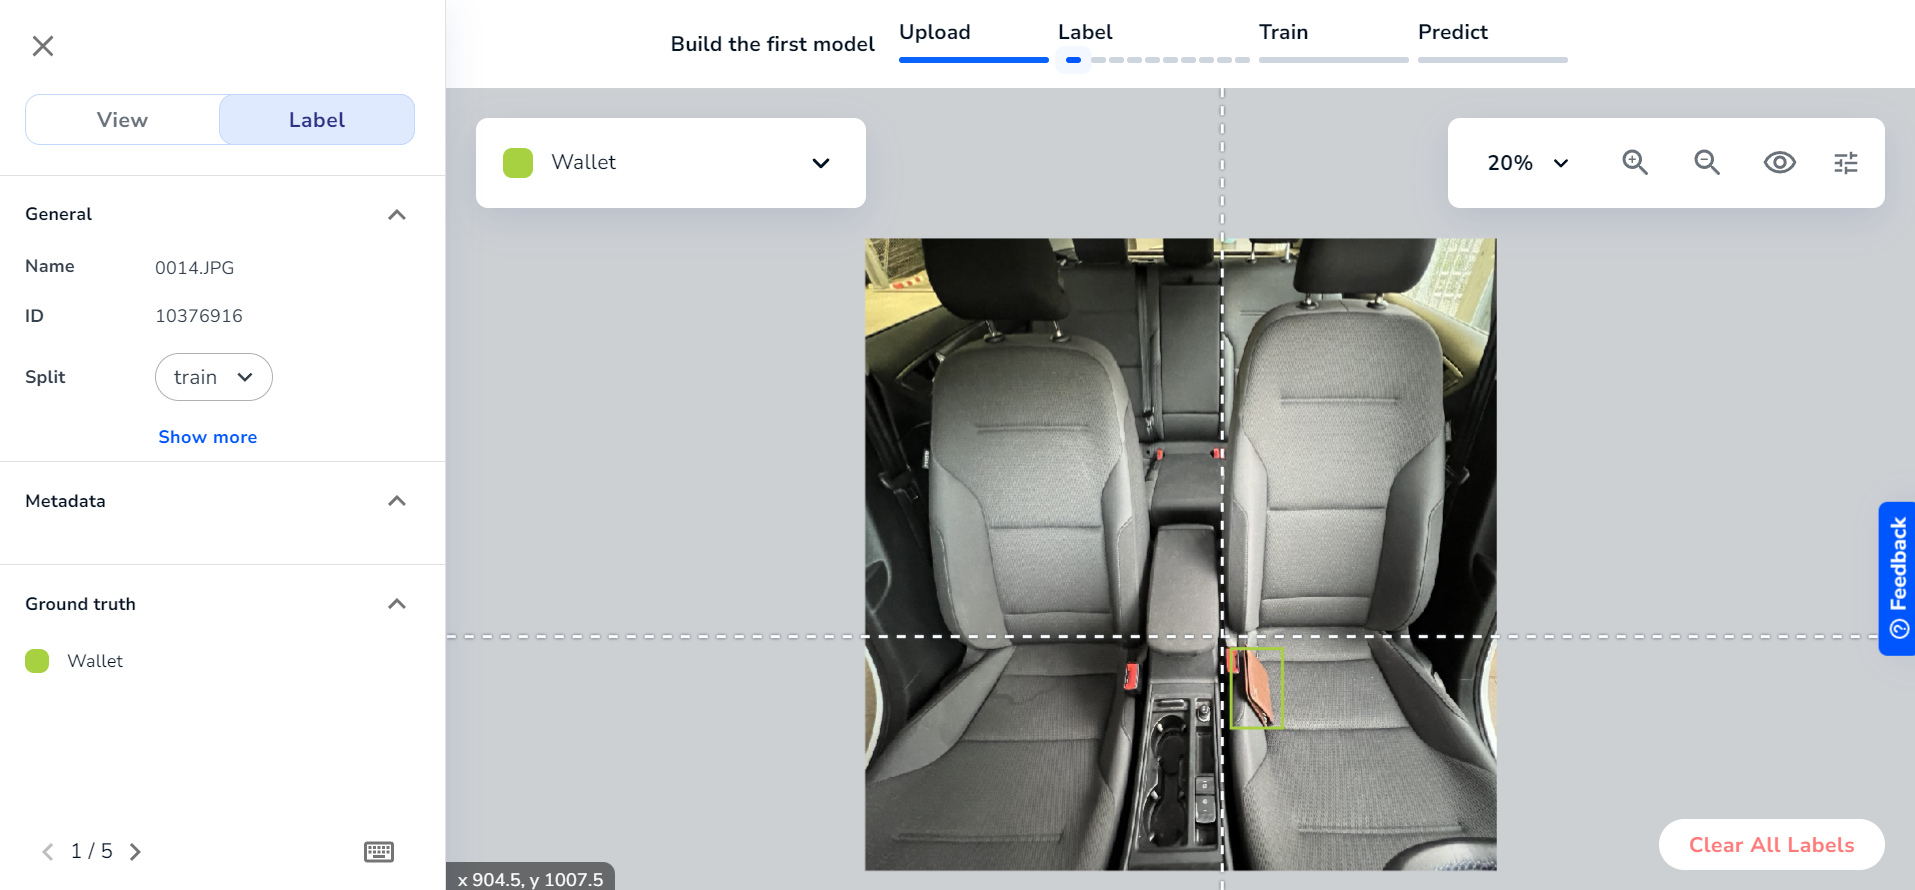 Build the first model
Upload
Label
Train
Predict
View
Label
General
Name 0014.JPG
ID 10376916
Split train
Show more
Metadata
Ground truth
Wallet
1 / 5
Wallet
20%
Feedback
Clear All Labels
x 904.5, y 1007.5